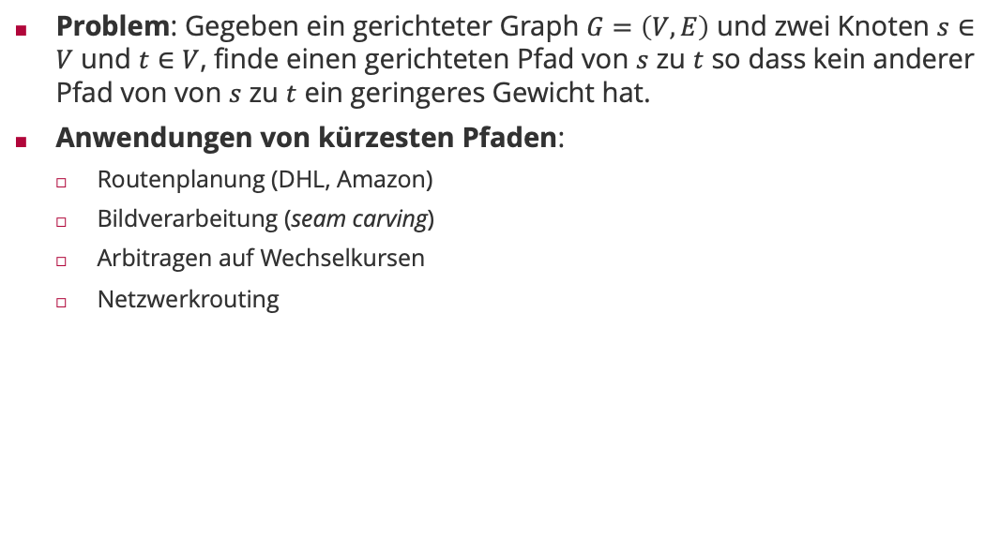 Problem: Gegeben ein gerichteter Graph G = (V, E) und zwei Knoten s ∈
V und t ∈ V, finde einen gerichteten Pfad von s zu t so dass kein anderer
Pfad von von s zu t ein geringeres Gewicht hat.
Anwendungen von kürzesten Pfaden:
Routenplanung (DHL, Amazon)
Bildverarbeitung (seam carving)
Arbitragen auf Wechselkursen
Netzwerkrouting